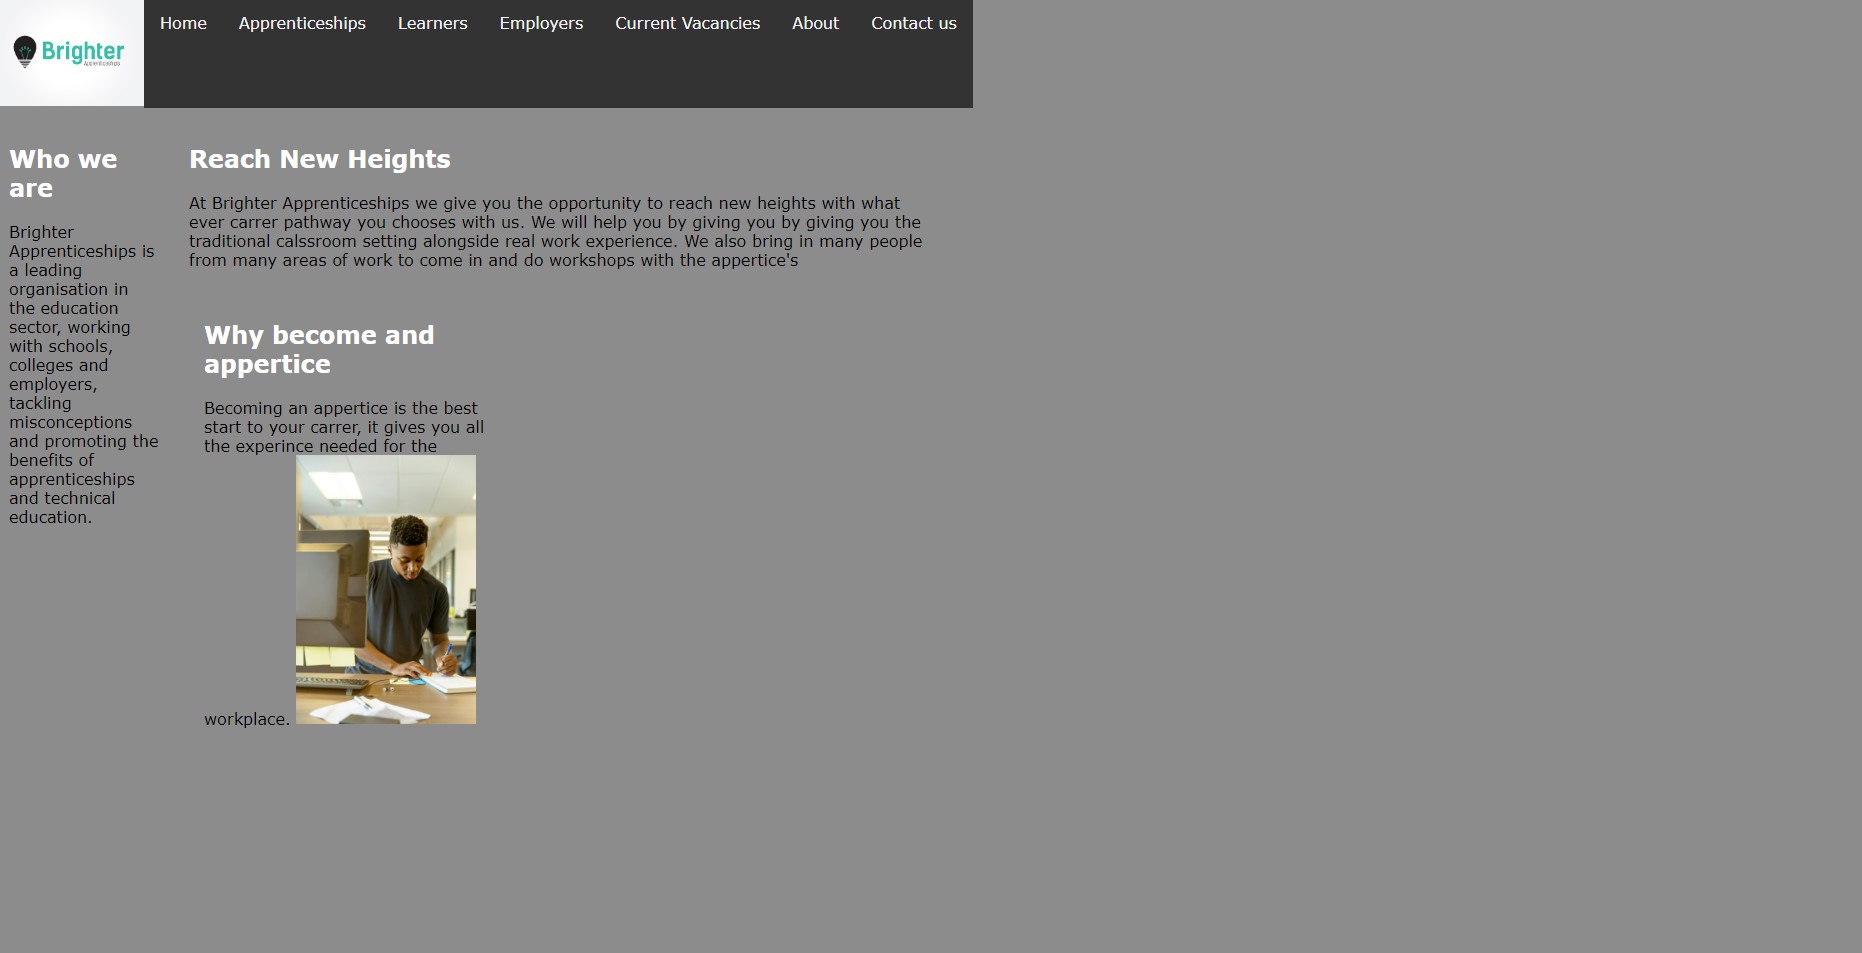 Brighter
Apprenticeships
Home Apprenticeships Learners Employers Current Vacancies About Contact us
Who we
are
Brighter
Apprenticeships is
a leading
organisation in
the education
sector, working
with schools,
colleges and
employers,
tackling
misconceptions
and promoting the
benefits of
apprenticeships
and technical
education.
Reach New Heights
At Brighter Apprenticeships we give you the opportunity to reach new heights with what
ever carrer pathway you chooses with us. We will help you by giving you by giving you the
traditional calssroom setting alongside real work experience. We also bring in many people
from many areas of work to come in and do workshops with the appertice's
Why become and
appertice
Becoming an appertice is the best
start to your carrer, it gives you all
the experince needed for the
workplace.